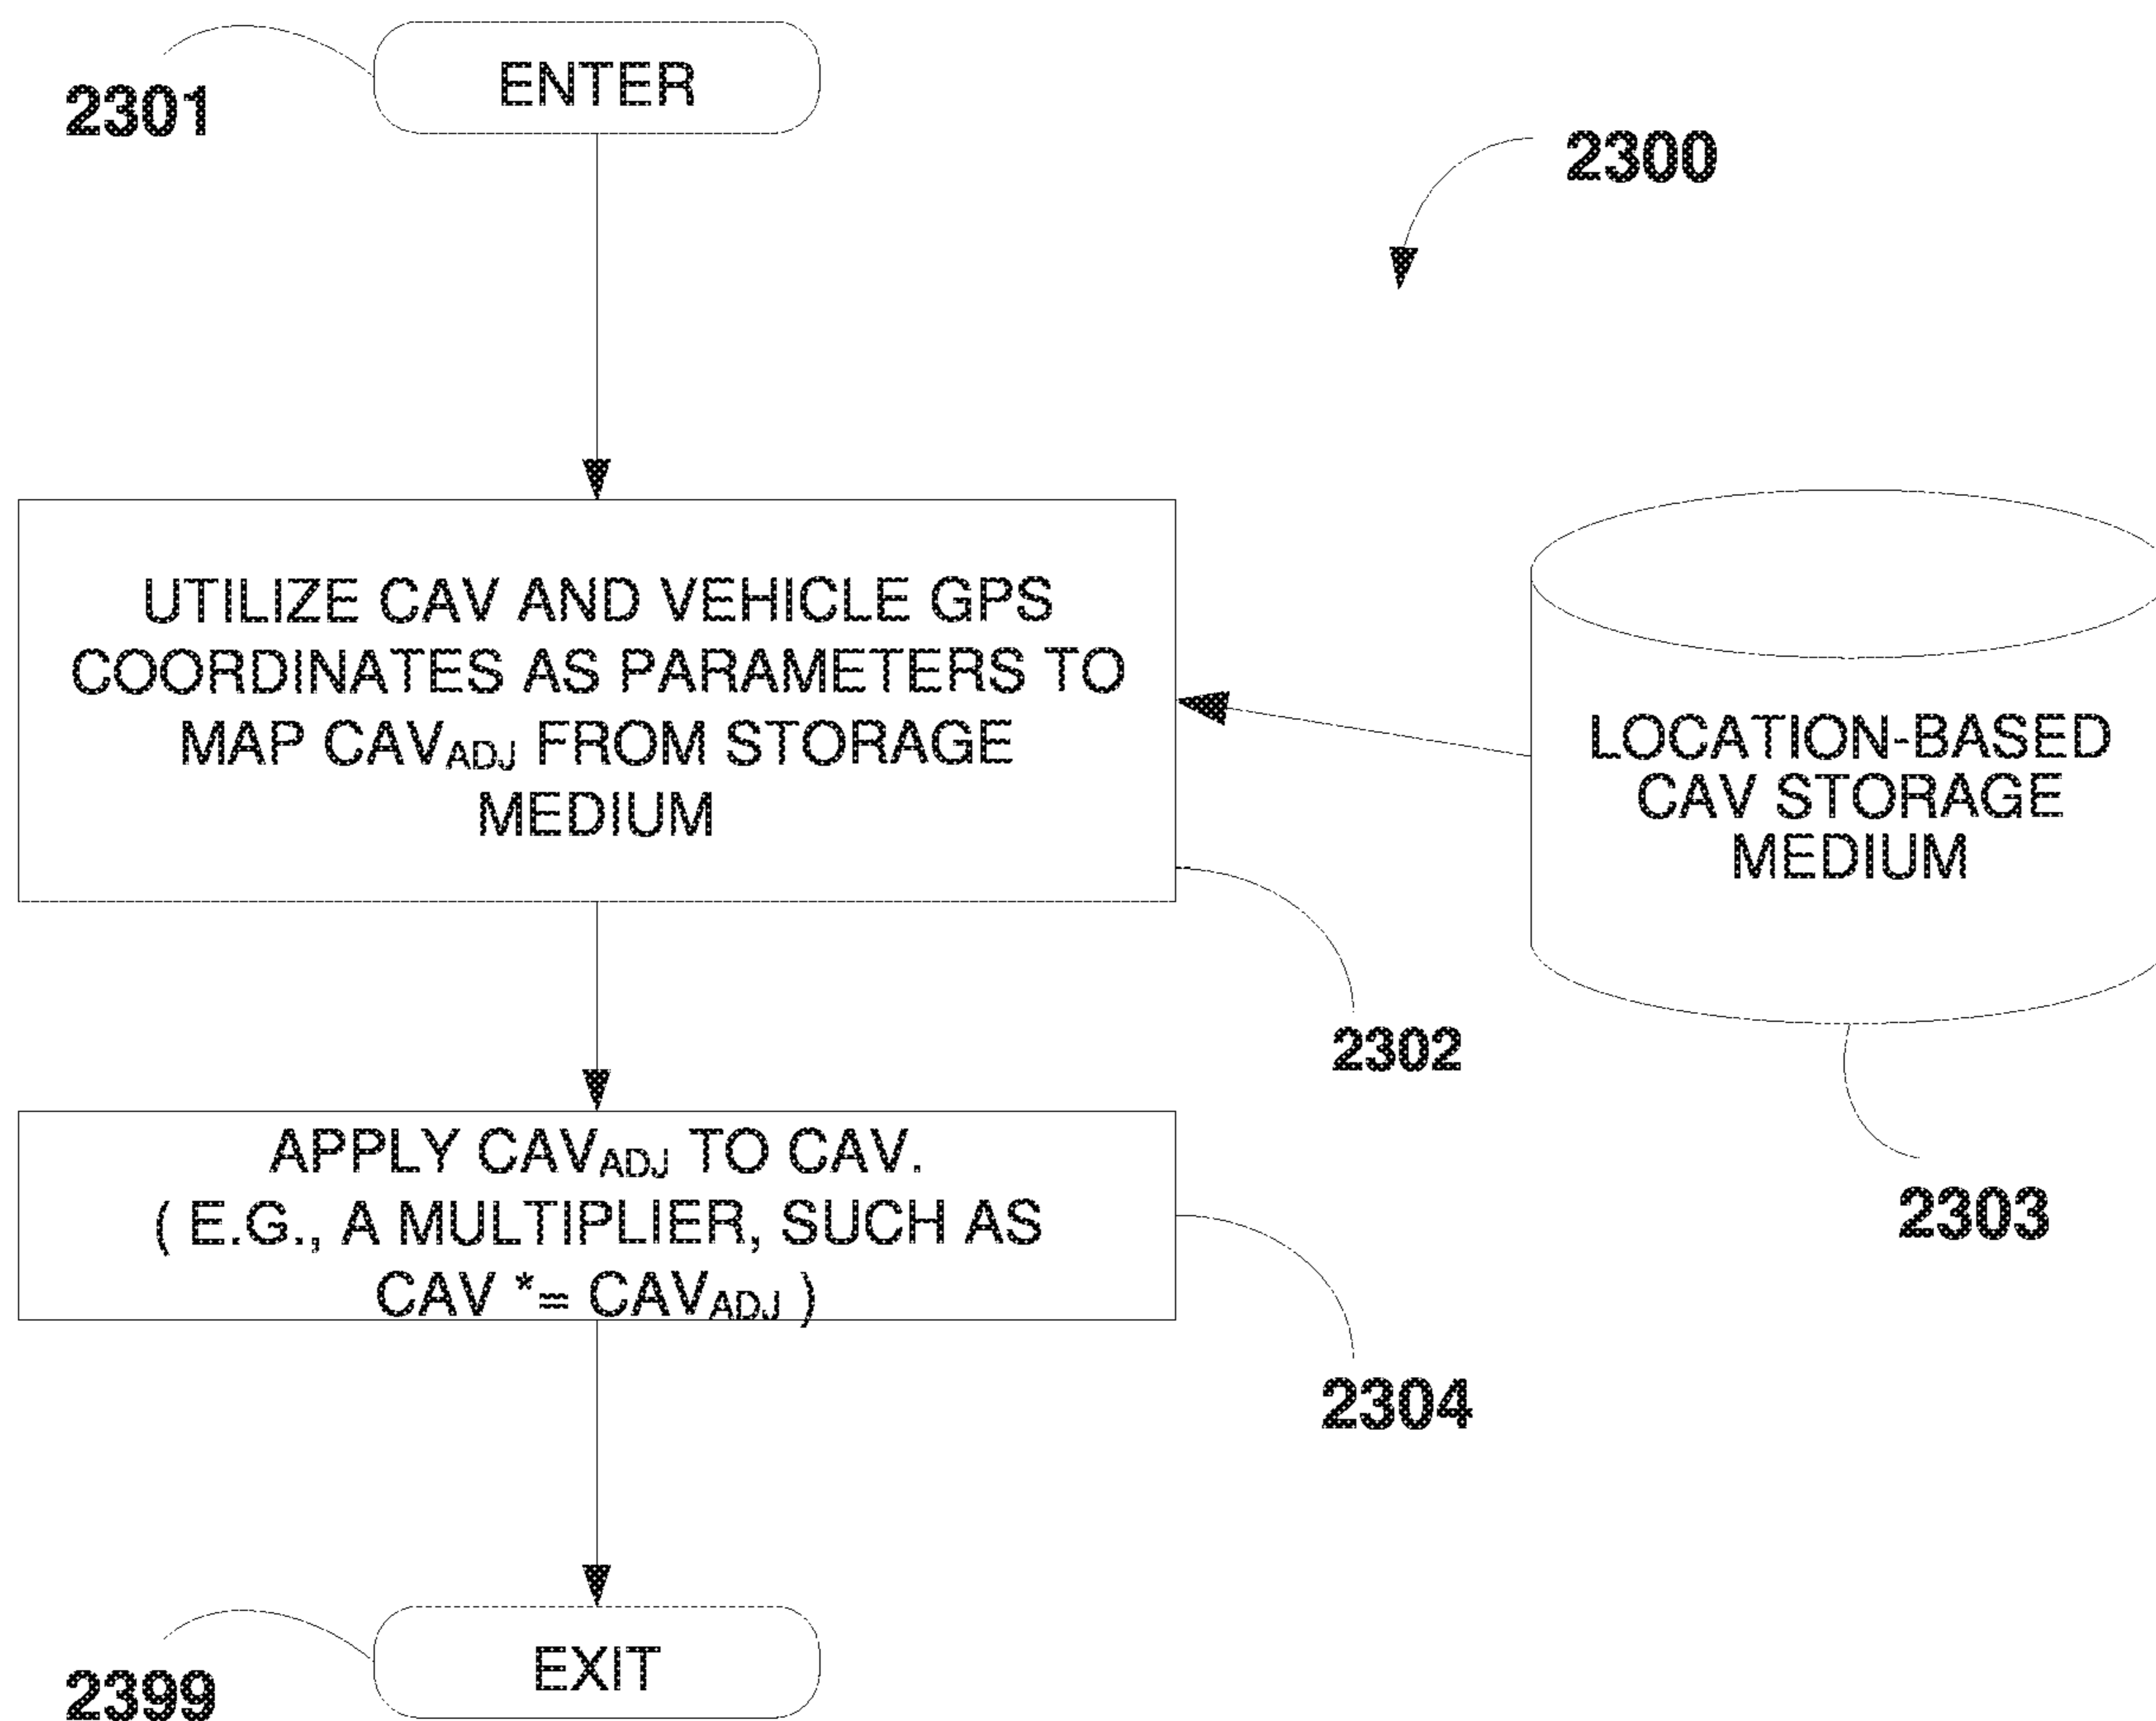 ENTER
2301
2300
UTILIZE CAV AND VEHICLE GPS
COORDINATES AS PARAMETERS TO
MAP CAVADJ FROM STORAGE
MEDIUM
LOCATION-BASED
CAV STORAGE
MEDIUM
2302
2303
APPLY CAVADJ TO CAV.
( E.G., A MULTIPLIER, SUCH AS
CAV *= CAVADJ )
2304
EXIT
2399